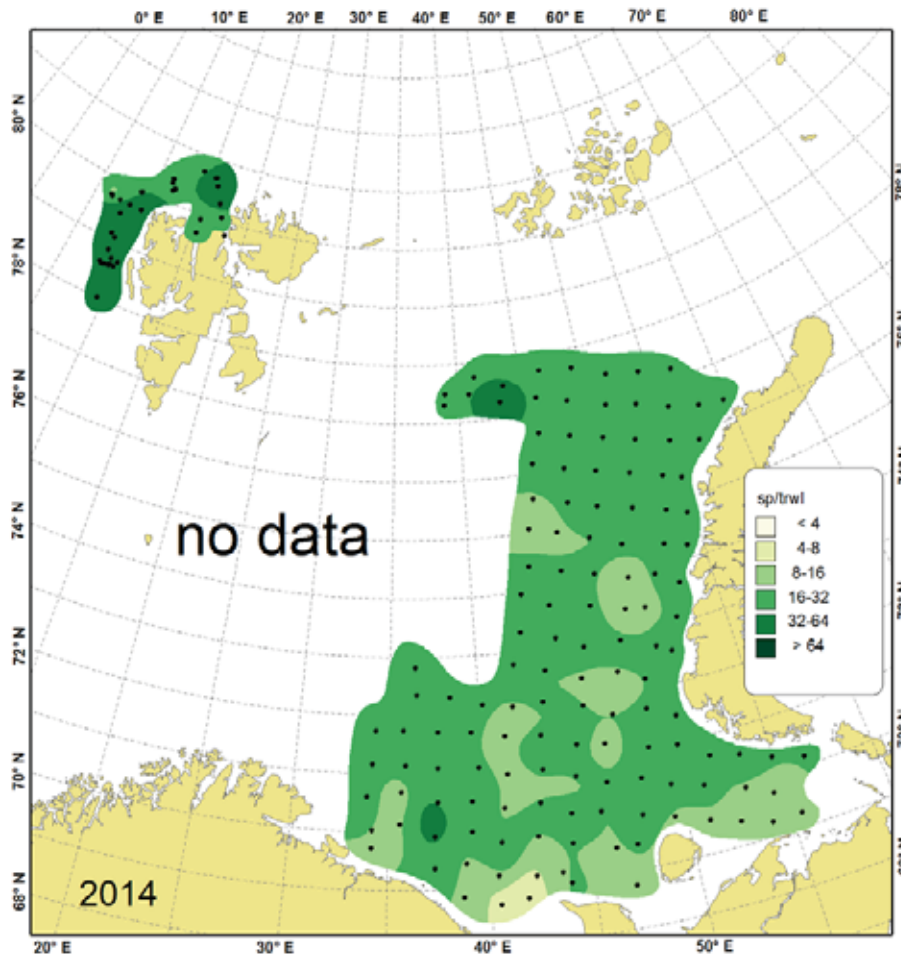 0° E 10° E 20° E 30° E 40° E 50° E 60° E 70° E 80° E
80° N
78° N
76° N
74° N
72° N
70° N
68° N
no data
sp/trwl
< 4
4-8
8-16
16-32
32-64
> 64
2014
20° E 30° E 40° E 50° E